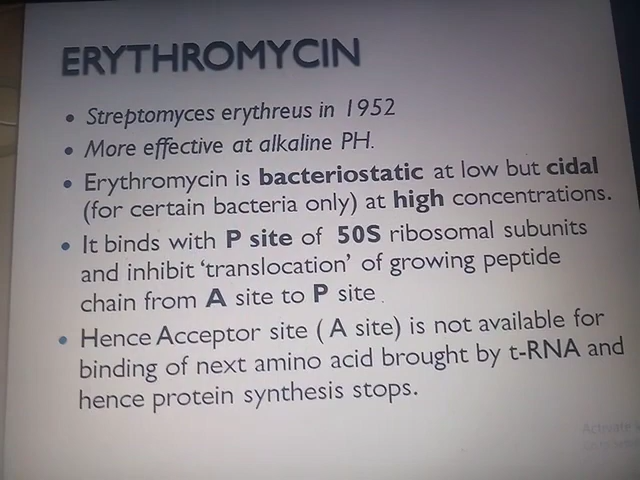 ERYTHROMYCIN
• Streptomyces erythreus in 1952
• More effective at alkaline PH.
• Erythromycin is bacteriostatic at low but cidal
(for certain bacteria only) at high concentrations.
• It binds with P site of 50S ribosomal subunits
and inhibit ‘translocation’ of growing peptide
chain from A site to P site .
• Hence Acceptor site ( A site) is not available for
binding of next amino acid brought by t-RNA and
hence protein synthesis stops.
Activate